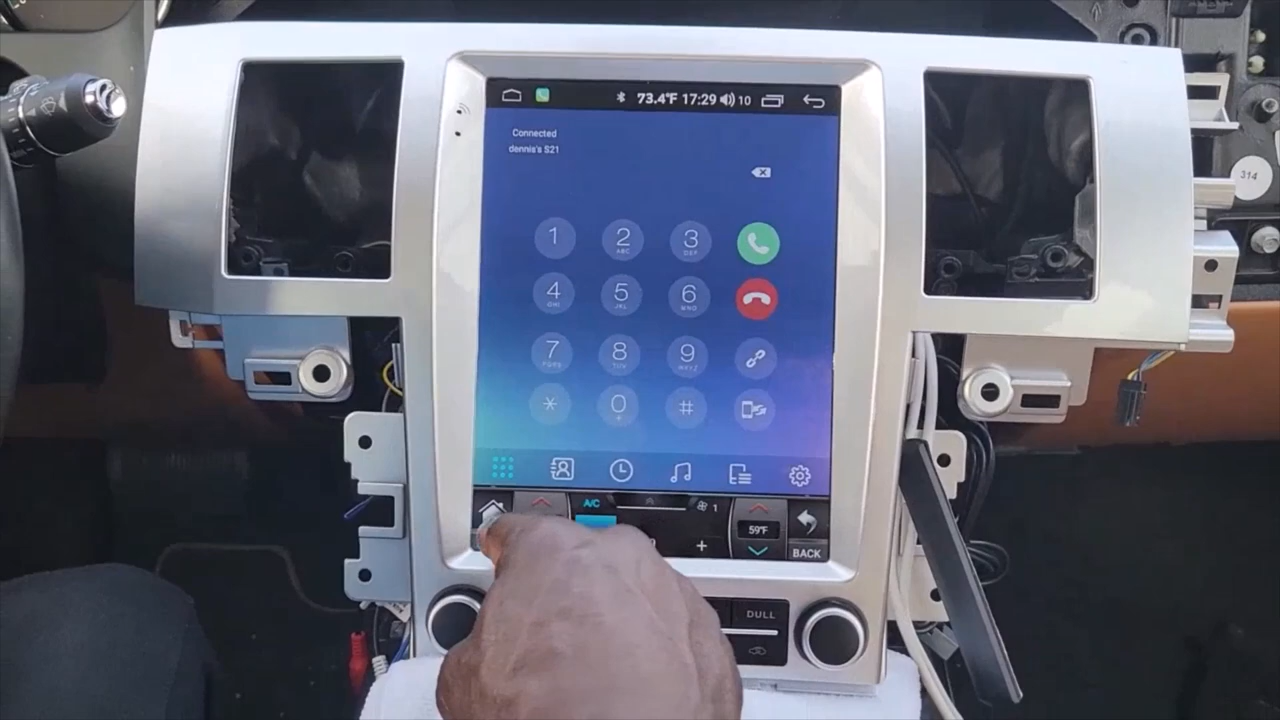 73.4°F 17:29 10
Connected
dennis's S21
1
2 ABC
3 DEF
4 GHI
5 JKL
6 MNO
7 PQRS
8 TUV
9 WXYZ
*
0 +
#
A/C
1
59°F
+
BACK
DULL
314